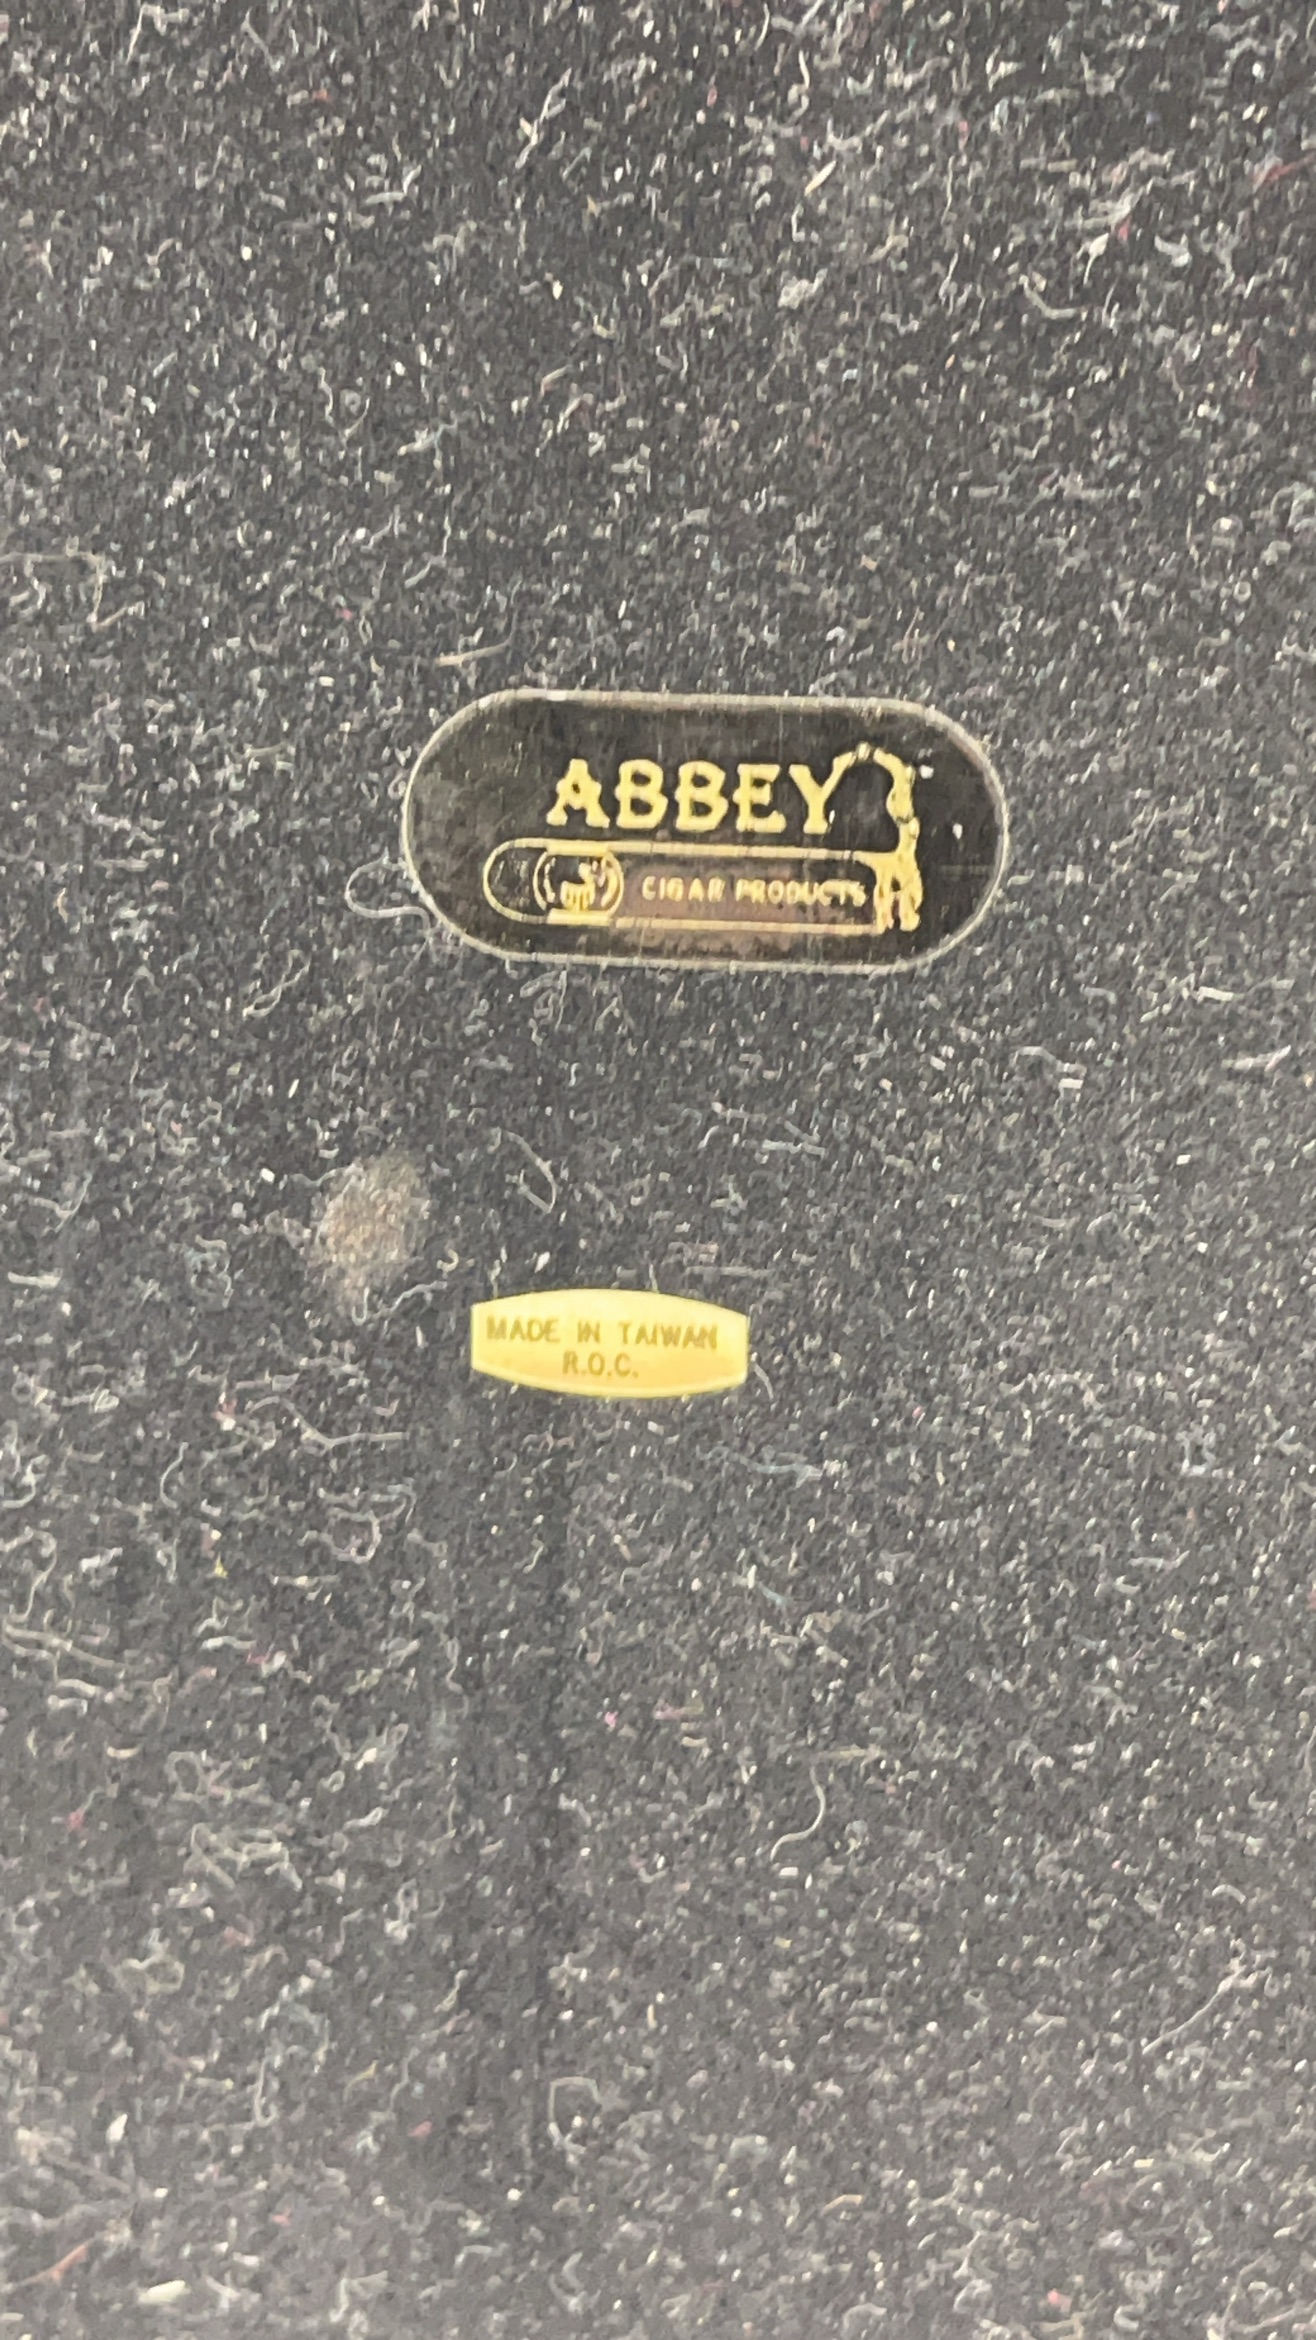 ABBEY
CIGAR PRODUCTS
MADE IN TAIWAN
R.O.C.